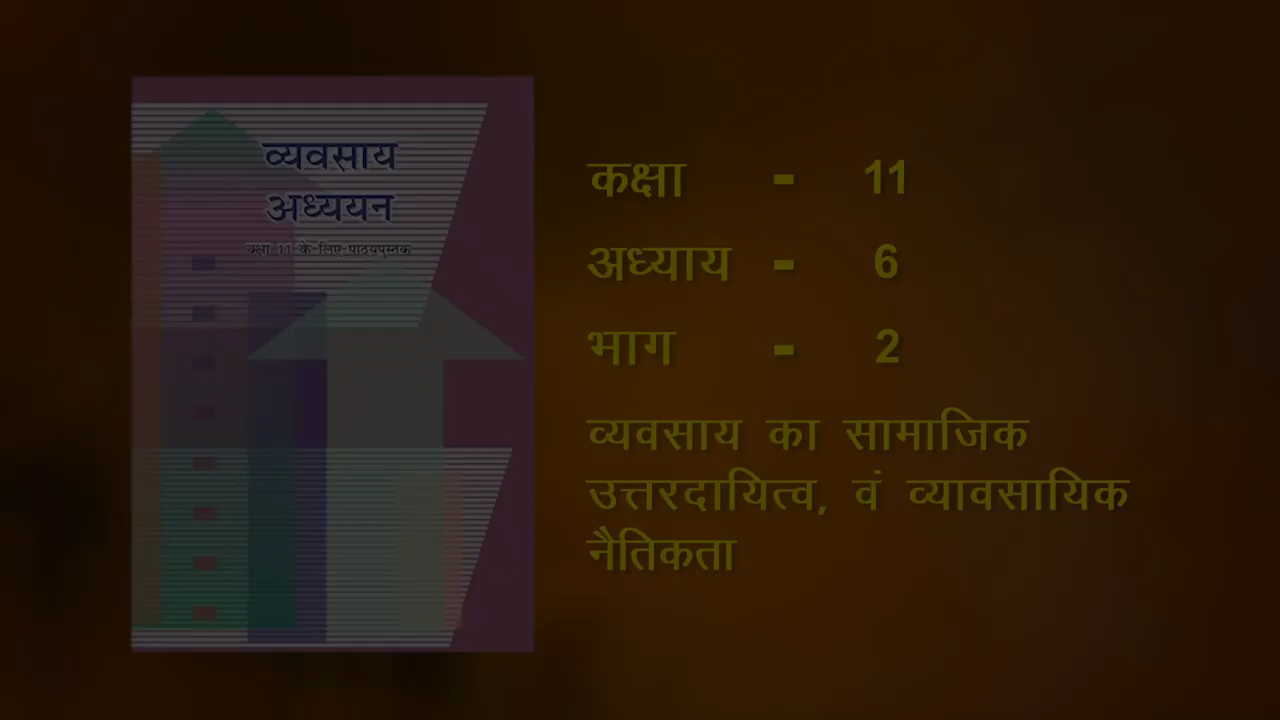 व्यवसाय
अध्ययन
कक्षा 11 के लिए पाठ्यपुस्तक
कक्षा - 11
अध्याय - 6
भाग - 2
व्यवसाय का सामाजिक
उत्तरदायित्व, वं व्यावसायिक
नैतिकता